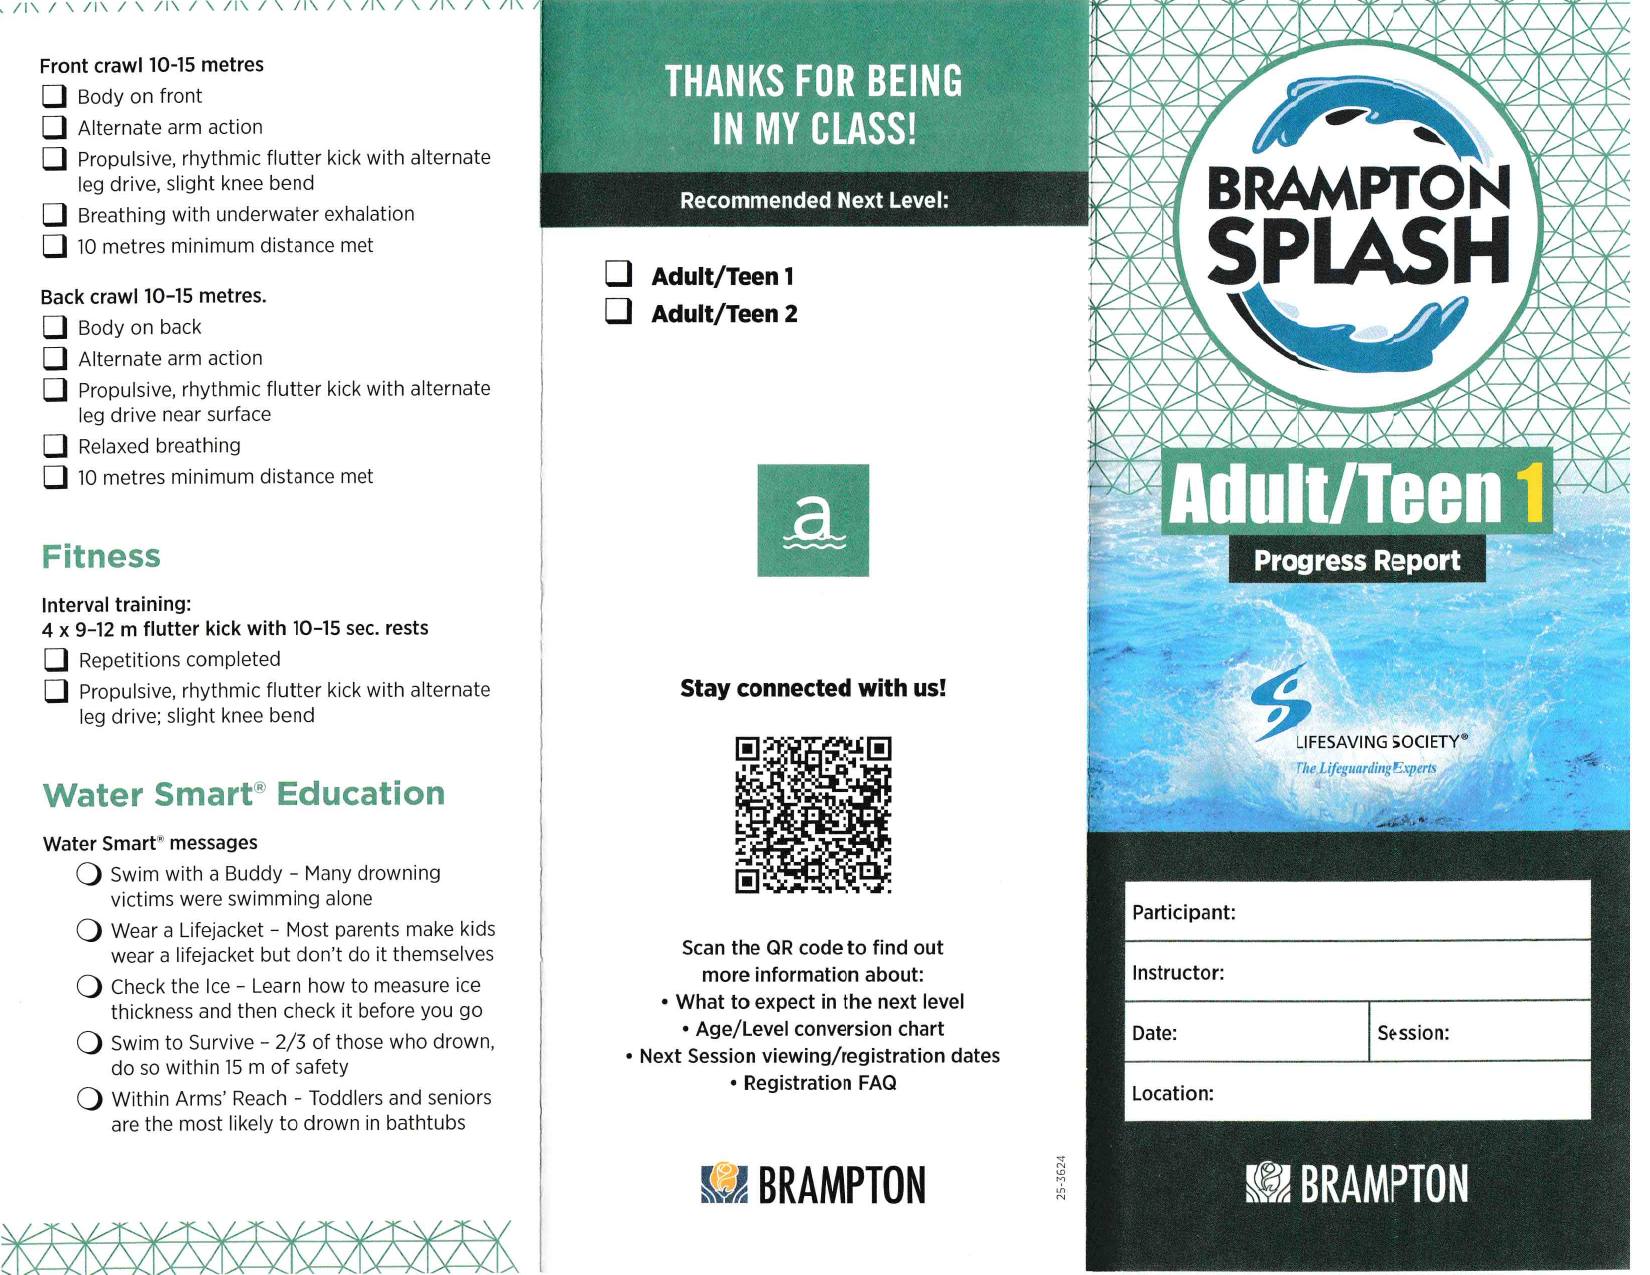 Front crawl 10-15 metres
Body on front
Alternate arm action
Propulsive, rhythmic flutter kick with alternate
leg drive, slight knee bend
Breathing with underwater exhalation
10 metres minimum distance met
Back crawl 10–15 metres.
Body on back
Alternate arm action
Propulsive, rhythmic flutter kick with alternate
leg drive near surface
Relaxed breathing
10 metres minimum distance met
Fitness
Interval training:
4 x 9–12 m flutter kick with 10–15 sec. rests
Repetitions completed
Propulsive, rhythmic flutter kick with alternate
leg drive; slight knee bend
Water Smart® Education
Water Smart® messages
Swim with a Buddy – Many drowning
victims were swimming alone
Wear a Lifejacket – Most parents make kids
wear a lifejacket but don't do it themselves
Check the Ice – Learn how to measure ice
thickness and then check it before you go
Swim to Survive – 2/3 of those who drown,
do so within 15 m of safety
Within Arms' Reach - Toddlers and seniors
are the most likely to drown in bathtubs
THANKS FOR BEING
IN MY CLASS!
Recommended Next Level:
Adult/Teen 1
Adult/Teen 2
a
Stay connected with us!
Scan the QR code to find out
more information about:
• What to expect in the next level
• Age/Level conversion chart
• Next Session viewing/registration dates
• Registration FAQ
BRAMPTON
25-3624
BRAMPTON
SPLASH
Adult/Teen 1
Progress Report
LIFESAVING SOCIETY®
The Lifeguarding Experts
Participant:
Instructor:
Date:
Session:
Location:
BRAMPTON